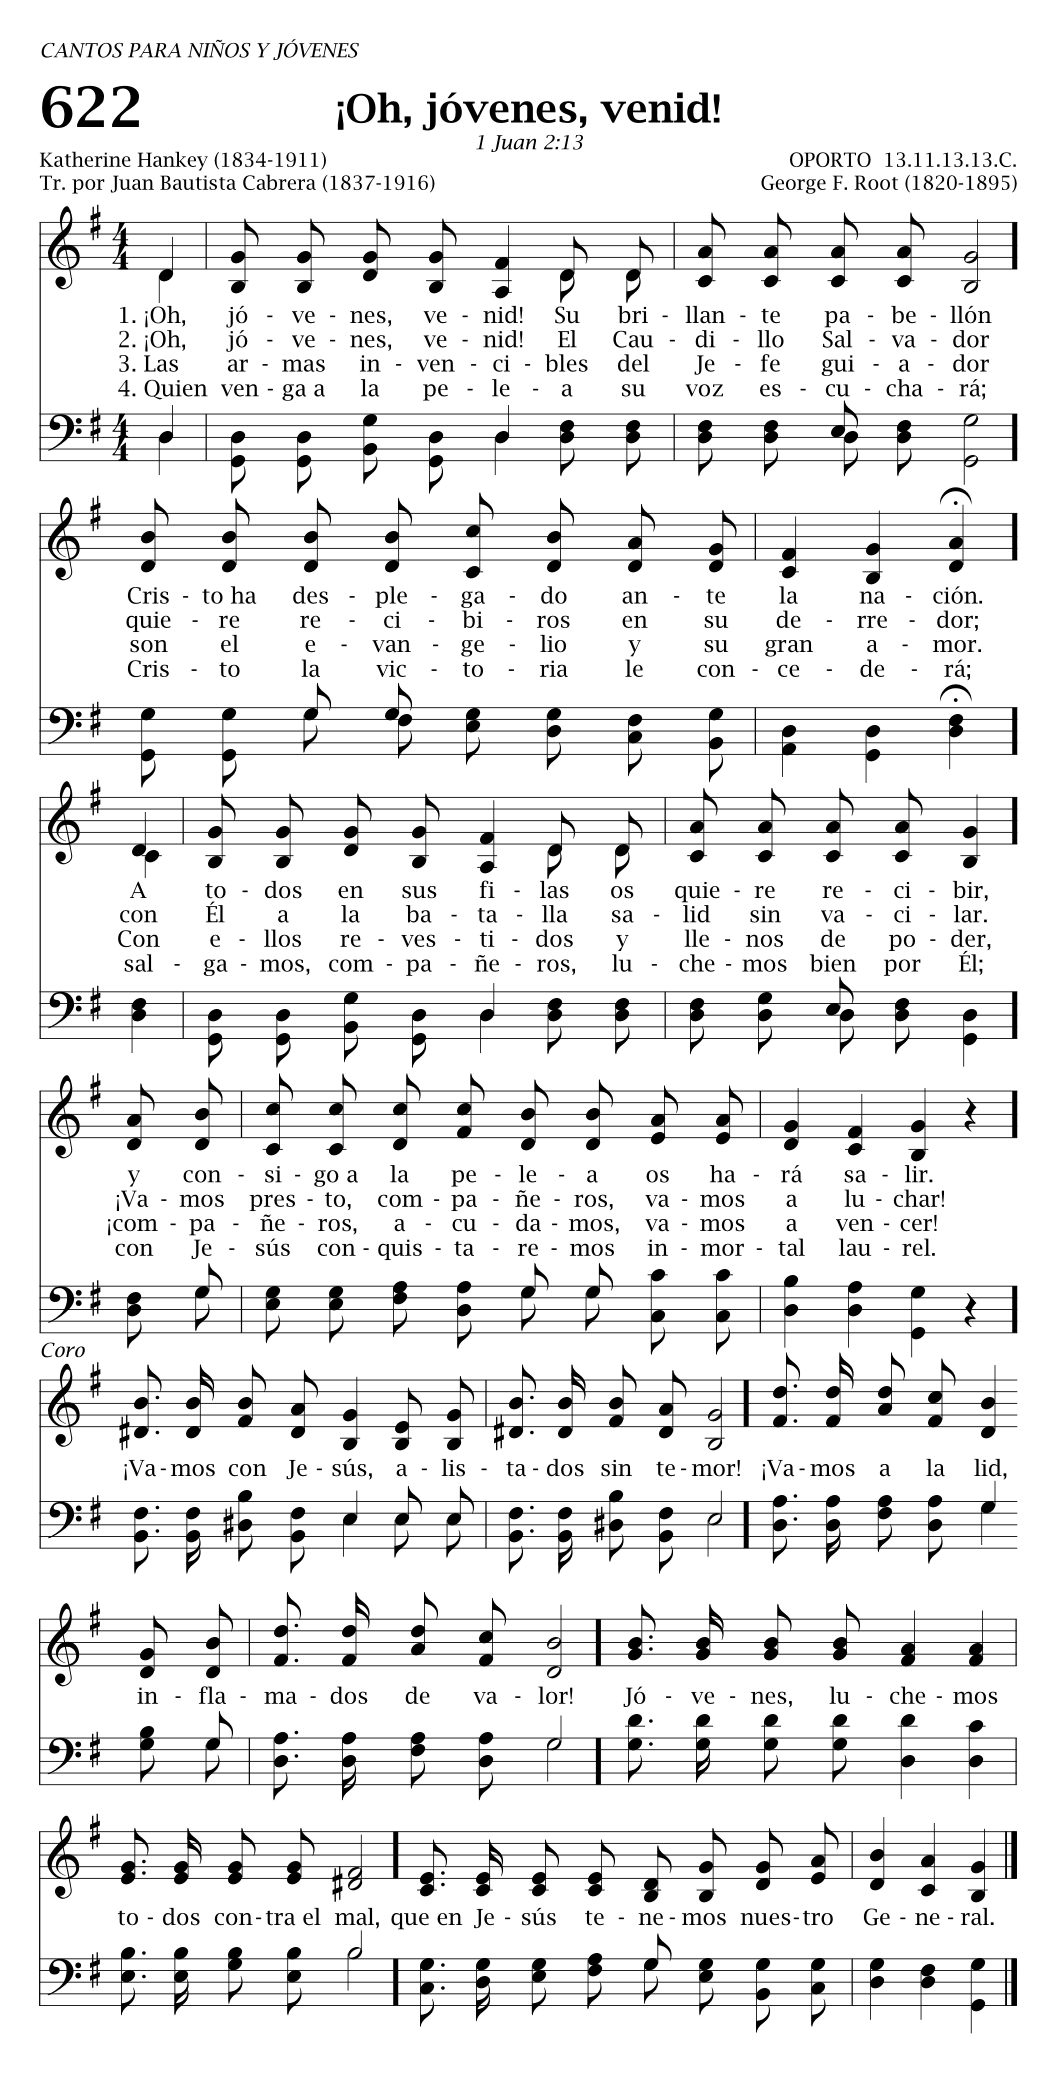 CANTOS PARA NIÑOS Y JÓVENES
622
¡Oh, jóvenes, venid!
1 Juan 2:13
Katherine Hankey (1834-1911)
OPORTO 13.11.13.13.C.
Tr. por Juan Bautista Cabrera (1837-1916)
George F. Root (1820-1895)
1. ¡Oh, jó - ve - nes, ve - nid! Su bri - llan - te pa - be - llón
2. ¡Oh, jó - ve - nes, ve - nid! El Cau - di - llo Sal - va - dor
3. Las ar - mas in - ven - ci - bles del Je - fe gui - a - dor
4. Quien ven - ga a la pe - le - a su voz es - cu - cha - rá;
Cris - to ha des - ple - ga - do an - te la na - ción.
quie - re re - ci - bi - ros en su de - rre - dor;
son el e - van - ge - lio y su gran a - mor.
Cris - to la vic - to - ria le con - ce - de - rá;
A to - dos en sus fi - las os quie - re re - ci - bir,
con Él a la ba - ta - lla sa - lid sin va - ci - lar.
Con e - llos re - ves - ti - dos y lle - nos de po - der,
sal - ga - mos, com - pa - ñe - ros, lu - che - mos bien por Él;
y con - si - go a la pe - le - a os ha - rá sa - lir.
¡Va - mos pres - to, com - pa - ñe - ros, va - mos a lu - char!
¡com - pa - ñe - ros, a - cu - da - mos, va - mos a ven - cer!
con Je - sús con - quis - ta - re - mos in - mor - tal lau - rel.
Coro
¡Va - mos con Je - sús, a - lis - ta - dos sin te - mor! ¡Va - mos a la lid,
in - fla - ma - dos de va - lor! Jó - ve - nes, lu - che - mos
to - dos con - tra el mal, que en Je - sús te - ne - mos nues - tro Ge - ne - ral.